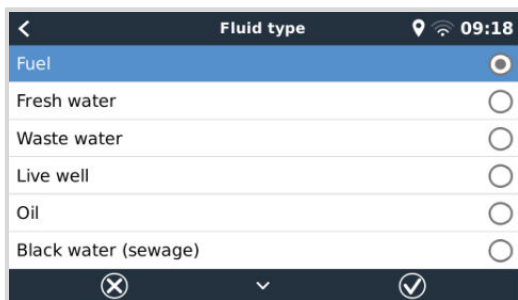 Fluid type 09:18
Fuel
Fresh water
Waste water
Live well
Oil
Black water (sewage)